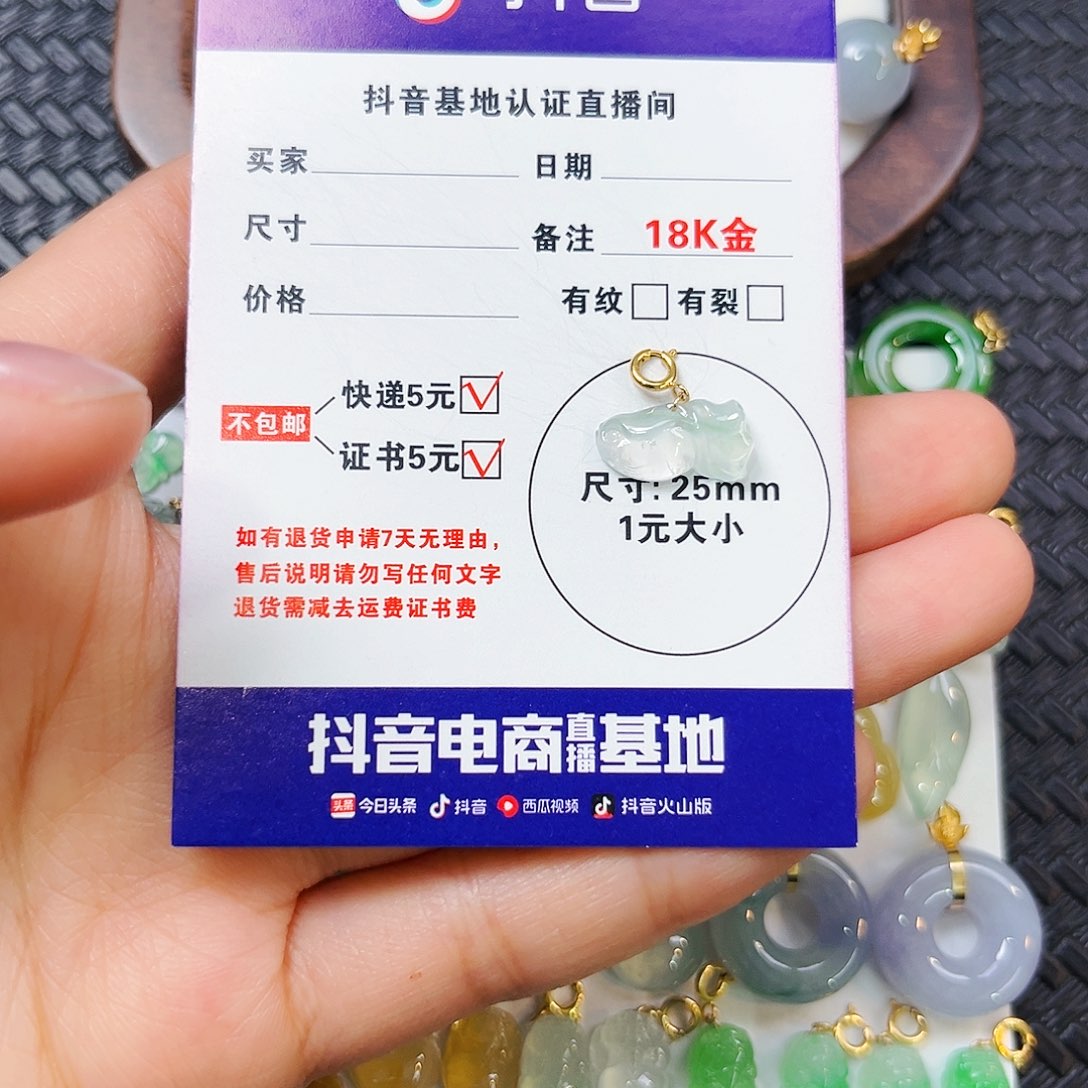 抖音基地认证直播间
买家 日期
尺寸 备注 18K金
价格 有纹 有裂
不包邮
快递5元
证书5元
尺寸: 25mm
1元大小
如有退货申请7天无理由,
售后说明请勿写任何文字
退货需减去运费证书费
抖音电商直播基地
头条 今日头条 抖音 西瓜视频 抖音火山版